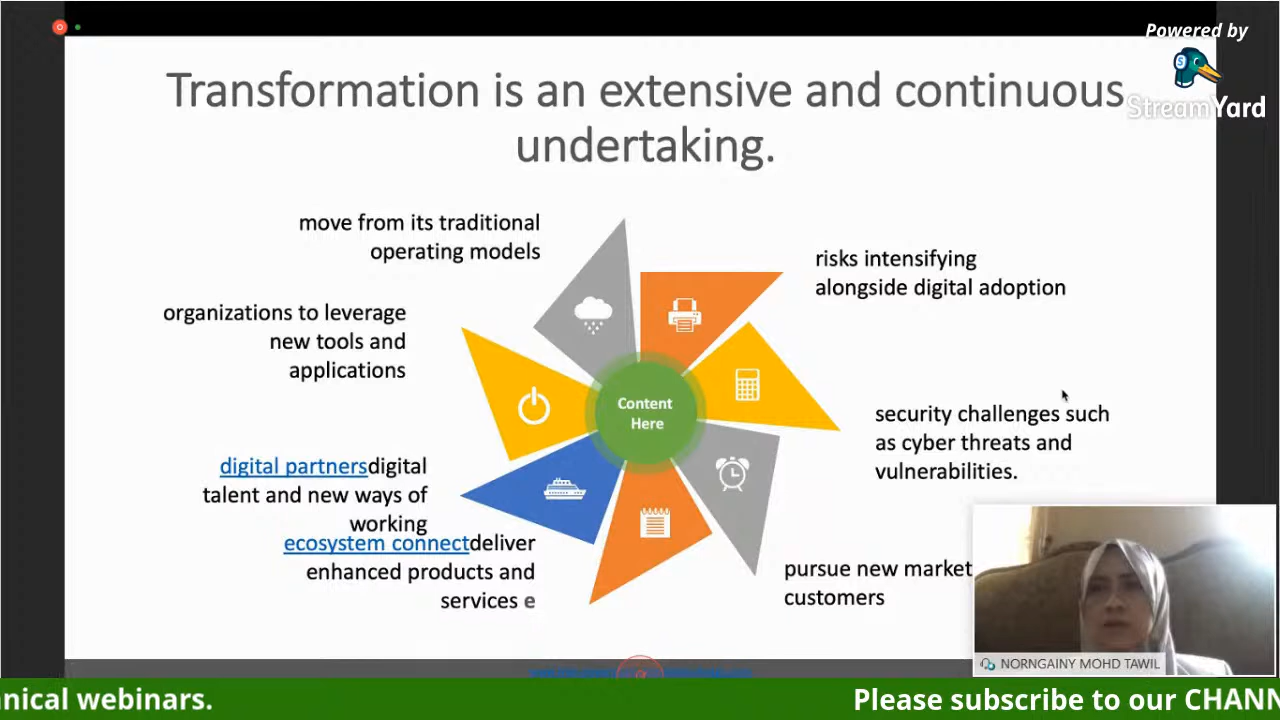 Powered by
StreamYard
Transformation is an extensive and continuous
undertaking.
move from its traditional
operating models
risks intensifying
alongside digital adoption
organizations to leverage
new tools and
applications
Content
Here
security challenges such
as cyber threats and
vulnerabilities.
digital partnersdigital
talent and new ways of
working
ecosystem connectdeliver
enhanced products and
services e
pursue new market
customers
NORNGAINY MOHD TAWIL
nical webinars.
Please subscribe to our CHANN